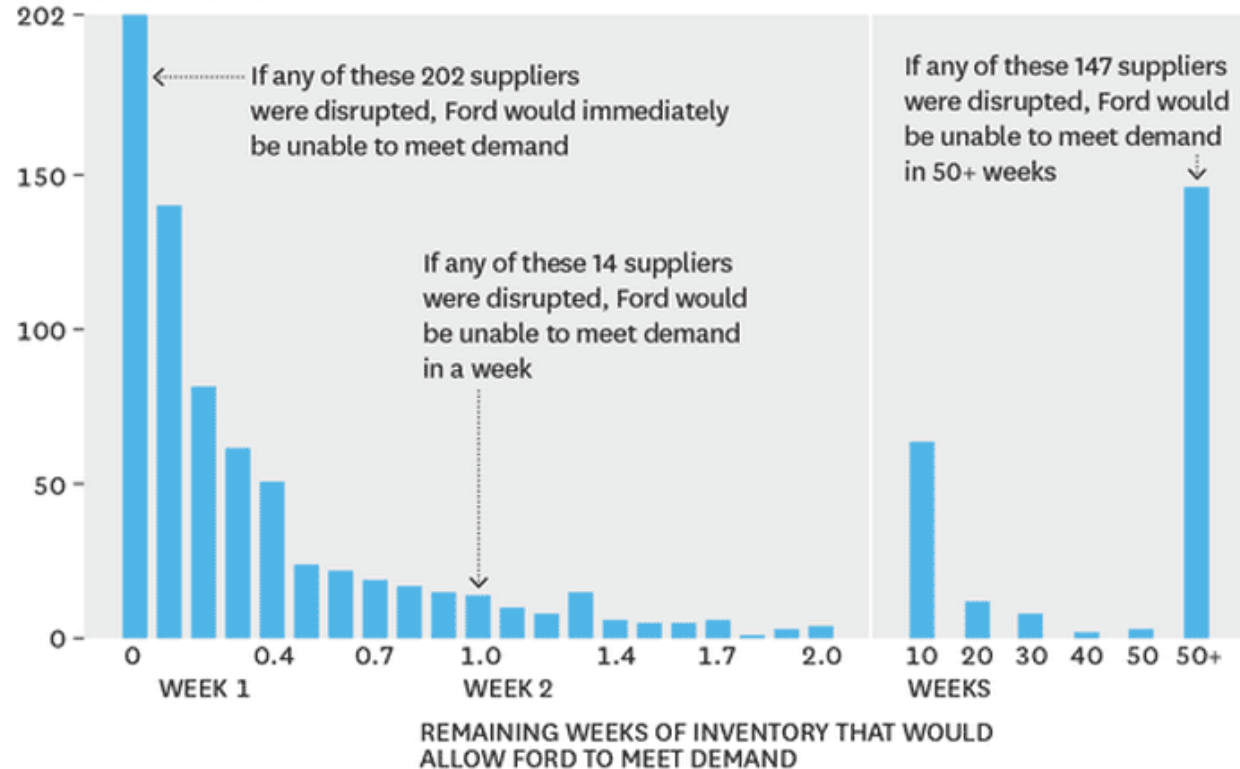 202
150
100
50
0
If any of these 202 suppliers
were disrupted, Ford would immediately
be unable to meet demand
If any of these 14 suppliers
were disrupted, Ford would
be unable to meet demand
in a week
If any of these 147 suppliers
were disrupted, Ford would
be unable to meet demand
in 50+ weeks
0 0.4 0.7 1.0 1.4 1.7 2.0 10 20 30 40 50 50+
WEEK 1 WEEK 2 WEEKS
REMAINING WEEKS OF INVENTORY THAT WOULD
ALLOW FORD TO MEET DEMAND